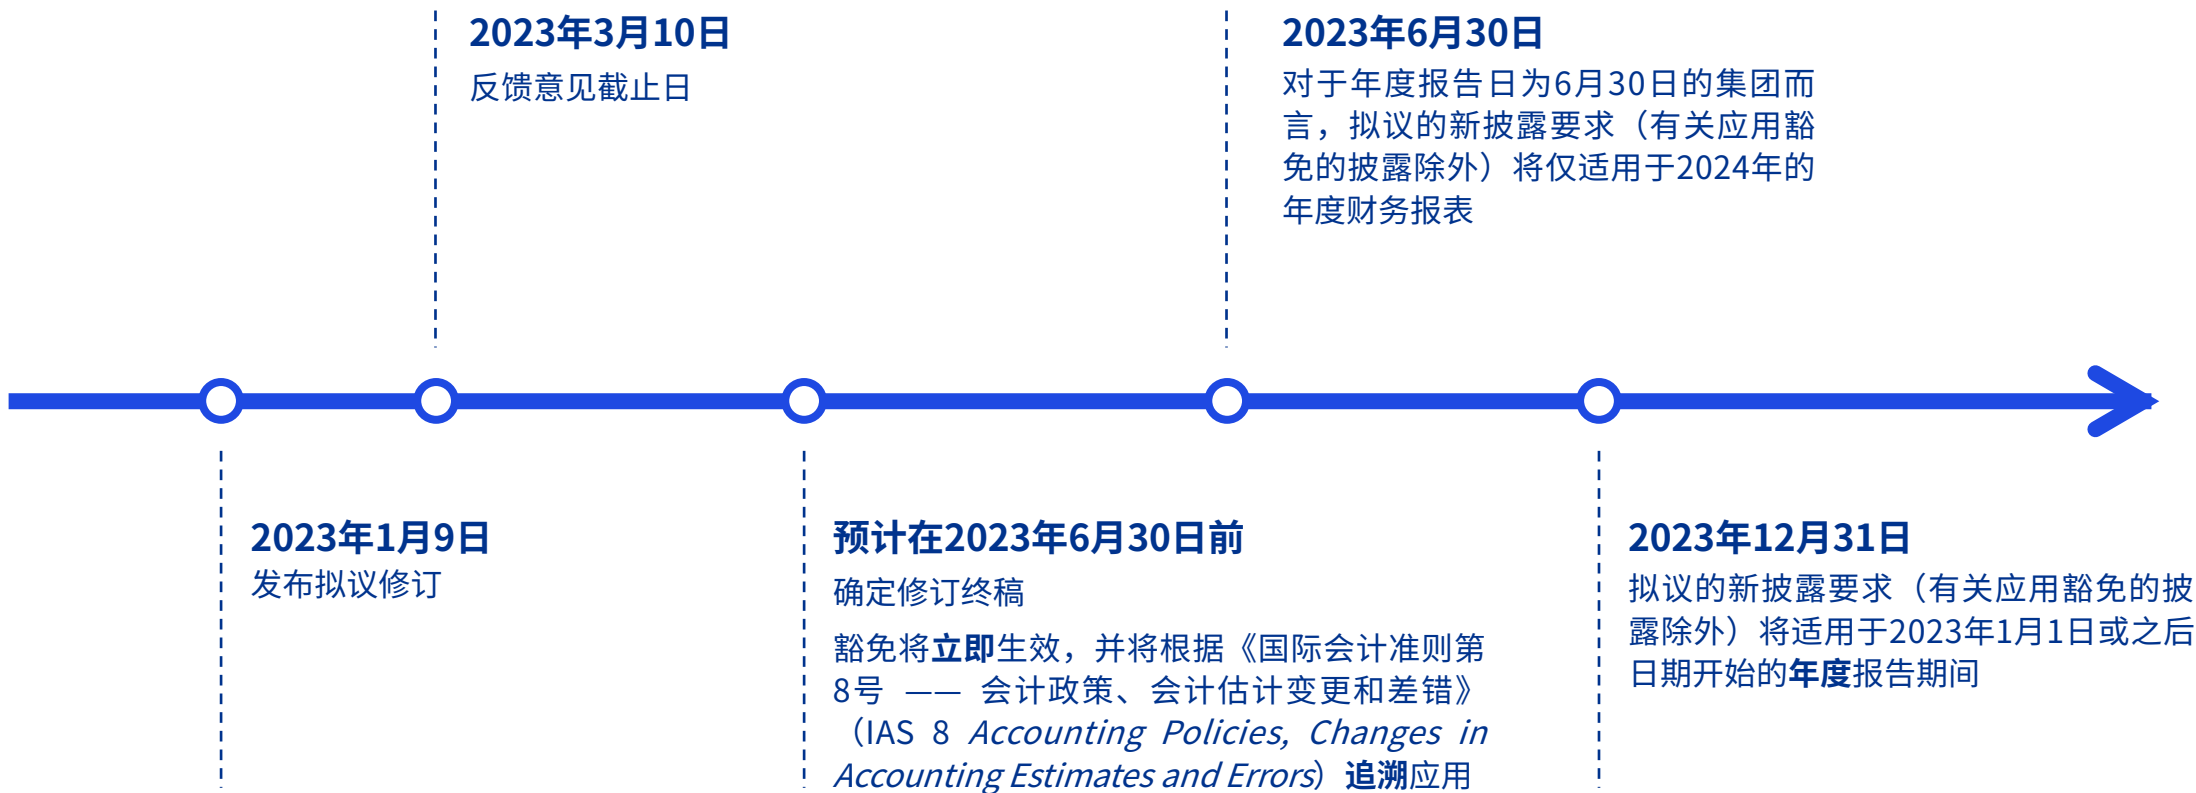 2023年3月10日
反馈意见截止日
2023年6月30日
对于年度报告日为6月30日的集团而
言，拟议的新披露要求（有关应用豁
免的披露除外）将仅适用于2024年的
年度财务报表
2023年1月9日
发布拟议修订
预计在2023年6月30日前
确定修订终稿
豁免将立即生效，并将根据《国际会计准则第
8号 —— 会计政策、会计估计变更和差错》
（IAS 8 Accounting Policies, Changes in
Accounting Estimates and Errors）追溯应用
2023年12月31日
拟议的新披露要求（有关应用豁免的披
露除外）将适用于2023年1月1日或之后
日期开始的年度报告期间